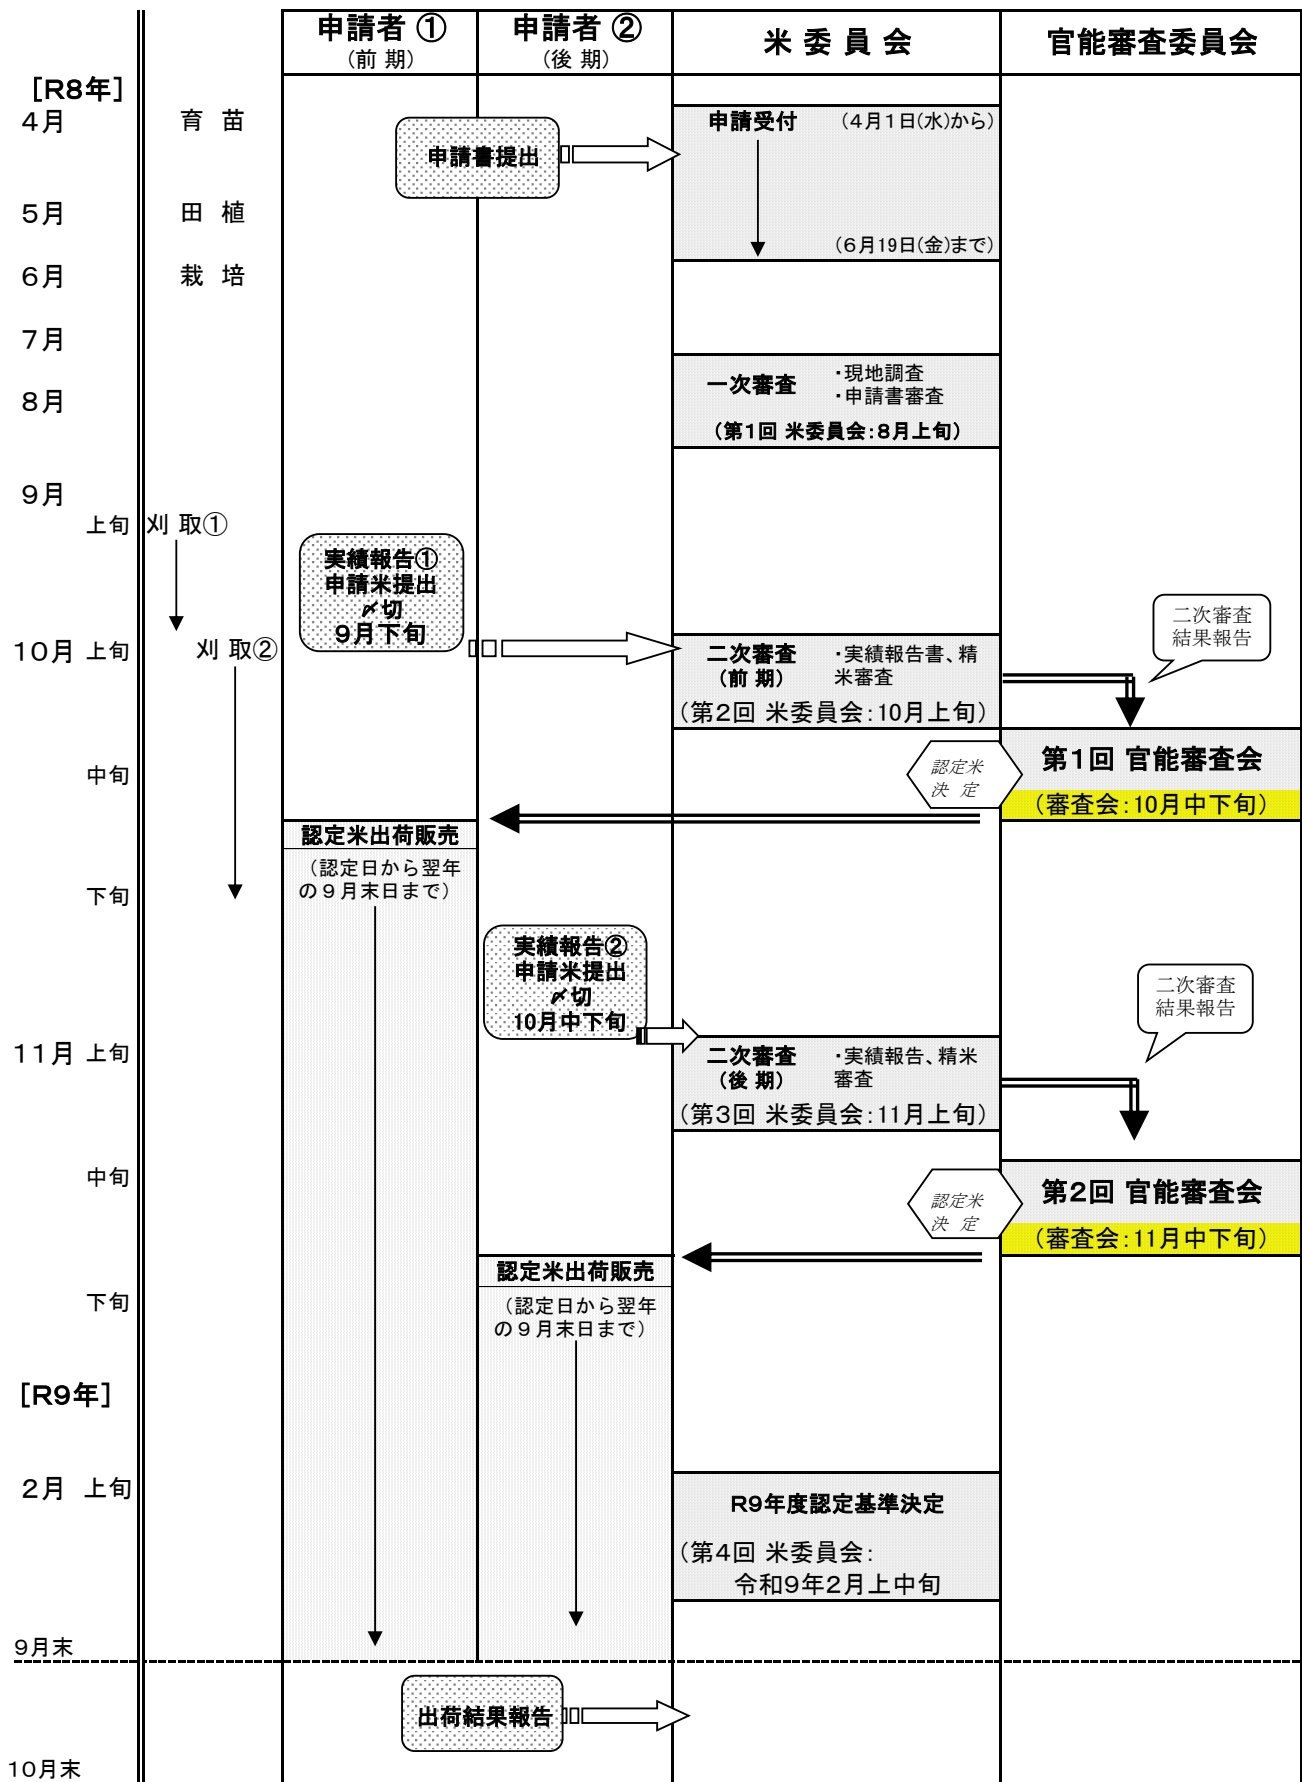 申請者 ①
(前 期)
申請者 ②
(後 期)
米 委 員 会
官能審査委員会
［R8年］
４月
育 苗
申請書提出
申請受付 （４月１日(水)から）
５月
田 植
（６月19日(金)まで）
６月
栽 培
７月
一次審査
・現地調査
・申請書審査
（第1回 米委員会：8月上旬）
８月
９月
上旬
刈 取①
実績報告①
申請米提出
〆切
９月下旬
二次審査
結果報告
１０月 上旬
刈 取②
二次審査
（前 期）
・実績報告書、精
米審査
（第２回 米委員会：10月上旬）
中旬
認定米
決 定
第１回 官能審査会
（審査会：10月中下旬）
認定米出荷販売
（認定日から翌年
の９月末日まで）
下旬
実績報告②
申請米提出
〆切
10月中下旬
二次審査
結果報告
１１月 上旬
二次審査
（後 期）
・実績報告、精米
審査
（第３回 米委員会：11月上旬）
中旬
認定米
決 定
第２回 官能審査会
（審査会：11月中下旬）
認定米出荷販売
（認定日から翌年
の９月末日まで）
下旬
［R9年］
２月 上旬
R9年度認定基準決定
（第４回 米委員会：
令和９年２月上中旬
９月末
出荷結果報告
１０月末